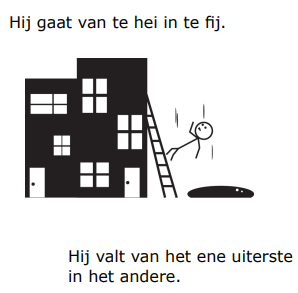 Hij gaat van te hei in te fij.
Hij valt van het ene uiterste
in het andere.